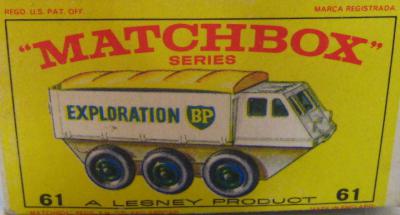 REGD. U.S. PAT. OFF. MARCA REGISTRADA
"MATCHBOX"
SERIES
EXPLORATION BP
61 A LESNEY PRODUCT 61